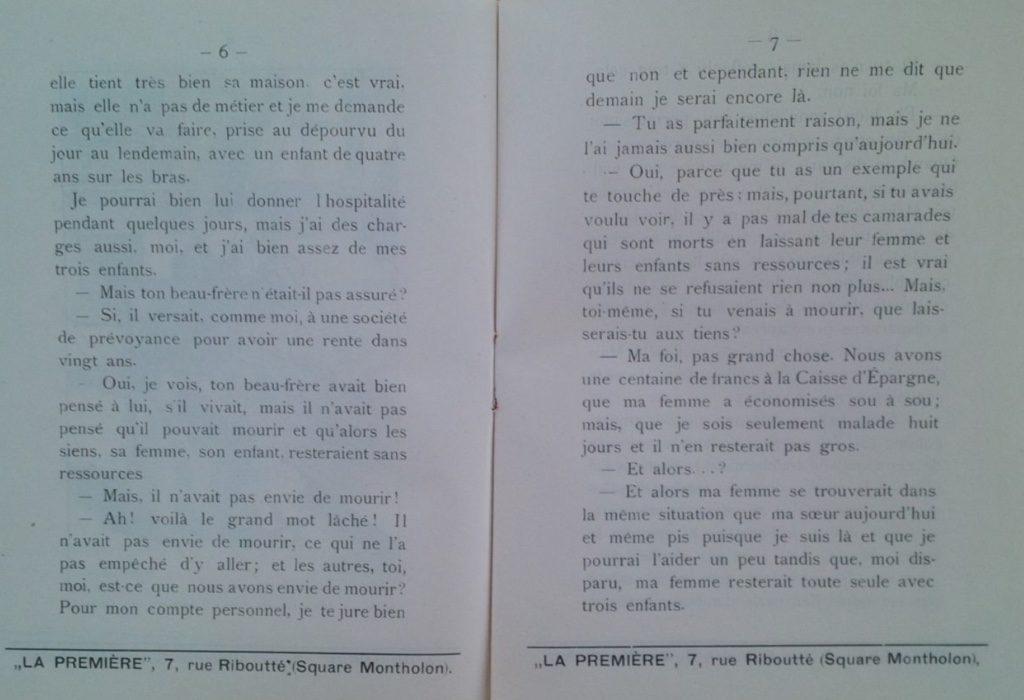 — 6 —
elle tient très bien sa maison. c'est vrai,
mais elle n'a pas de métier et je me demande
ce qu'elle va faire, prise au dépourvu du
jour au lendemain, avec un enfant de quatre
ans sur les bras.
Je pourrai bien lui donner l hospitalité
pendant quelques jours, mais j'ai des char-
ges aussi, moi, et j'ai bien assez de mes
trois enfants.
— Mais ton beau-frère n'était-il pas assuré?
— Si, il versait, comme moi, à une société
de prévoyance pour avoir une rente dans
vingt ans.
— Oui, je vois, ton beau-frère avait bien
pensé à lui, s'il vivait, mais il n'avait pas
pensé qu'il pouvait mourir et qu'alors les
siens, sa femme, son enfant, resteraient sans
ressources
— Mais, il n'avait pas envie de mourir!
— Ah! voilà le grand mot lâché! Il
n'avait pas envie de mourir, ce qui ne l'a
pas empêché d'y aller; et les autres, toi,
moi, est-ce que nous avons envie de mourir?
Pour mon compte personnel, je te jure bien
„LA PREMIÈRE", 7, rue Riboutté (Square Montholon).
— 7 —
que non et cependant, rien ne me dit que
demain je serai encore là.
— Tu as parfaitement raison, mais je ne
l'ai jamais aussi bien compris qu'aujourd'hui.
— Oui, parce que tu as un exemple qui
te touche de près; mais, pourtant, si tu avais
voulu voir, il y a pas mal de tes camarades
qui sont morts en laissant leur femme et
leurs enfants sans ressources; il est vrai
qu'ils ne se refusaient rien non plus... Mais,
toi-même, si tu venais à mourir, que lais-
serais-tu aux tiens?
— Ma foi, pas grand chose. Nous avons
une centaine de francs à la Caisse d'Épargne,
que ma femme a économisés sou à sou;
mais, que je sois seulement malade huit
jours et il n'en resterait pas gros.
— Et alors...?
— Et alors ma femme se trouverait dans
la même situation que ma sœur aujourd'hui
et même pis puisque je suis là et que je
pourrai l'aider un peu tandis que, moi dis-
paru, ma femme resterait toute seule avec
trois enfants.
„LA PREMIÈRE", 7, rue Riboutté (Square Montholon),